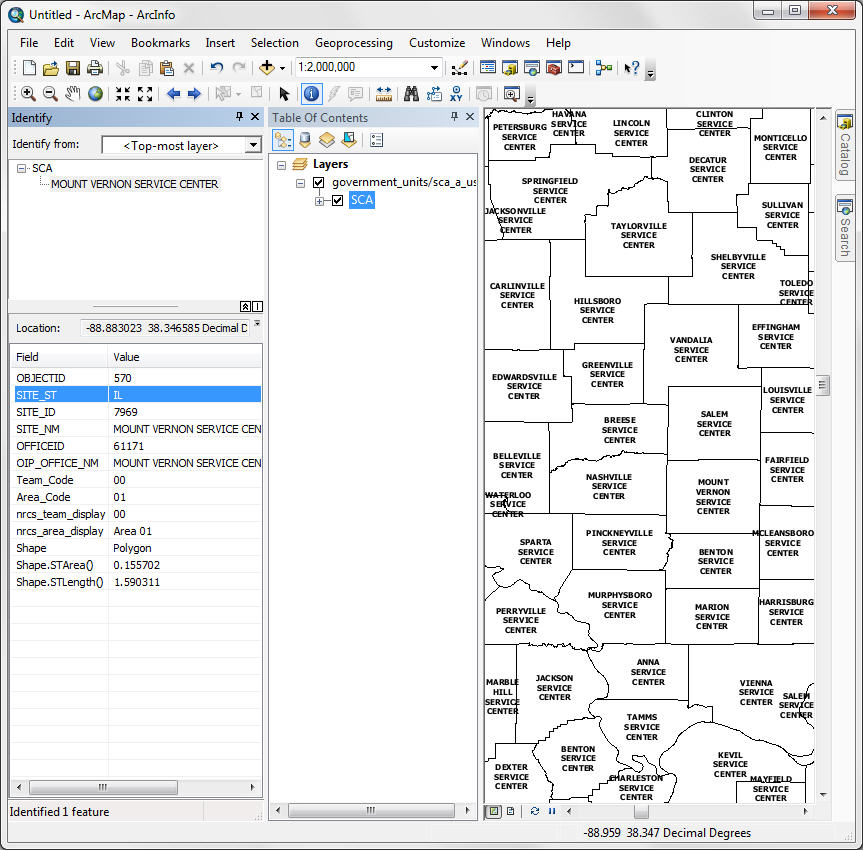 Untitled - ArcMap - ArcInfo
File Edit View Bookmarks Insert Selection Geoprocessing Customize Windows Help
1:2,000,000
Identify
Table Of Contents
Identify from: <Top-most layer>
SCA
MOUNT VERNON SERVICE CENTER
Layers
government_units/sca_a_us
SCA
Location: -88.883023 38.346585 Decimal D
Field Value
OBJECTID 570
SITE_ST IL
SITE_ID 7969
SITE_NM MOUNT VERNON SERVICE CEN
OFFICEID 61171
OIP_OFFICE_NM MOUNT VERNON SERVICE CEN
Team_Code 00
Area_Code 01
nrcs_team_display 00
nrcs_area_display Area 01
Shape Polygon
Shape.STArea() 0.155702
Shape.STLength() 1.590311
Identified 1 feature
HAVANA
SERVICE
CENTER
PETERSBURG
SERVICE
CENTER
LINCOLN
SERVICE
CENTER
CLINTON
SERVICE
CENTER
MONTICELLO
SERVICE
CENTER
DECATUR
SERVICE
CENTER
SPRINGFIELD
SERVICE
CENTER
SULLIVAN
SERVICE
CENTER
JACKSONVILLE
SERVICE
CENTER
TAYLORVILLE
SERVICE
CENTER
SHELBYVILLE
SERVICE
CENTER
TOLEDO
SERVICE
CENTER
CARLINVILLE
SERVICE
CENTER
HILLSBORO
SERVICE
CENTER
EFFINGHAM
SERVICE
CENTER
VANDALIA
SERVICE
CENTER
GREENVILLE
SERVICE
CENTER
EDWARDSVILLE
SERVICE
CENTER
LOUISVILLE
SERVICE
CENTER
SALEM
SERVICE
CENTER
BREESE
SERVICE
CENTER
BELLEVILLE
SERVICE
CENTER
FAIRFIELD
SERVICE
CENTER
NASHVILLE
SERVICE
CENTER
MOUNT
VERNON
SERVICE
CENTER
WATERLOO
SERVICE
CENTER
PINCKNEYVILLE
SERVICE
CENTER
MCLEANSBORO
SERVICE
CENTER
SPARTA
SERVICE
CENTER
BENTON
SERVICE
CENTER
MURPHYSBORO
SERVICE
CENTER
PERRYVILLE
SERVICE
CENTER
MARION
SERVICE
CENTER
HARRISBURG
SERVICE
CENTER
ANNA
SERVICE
CENTER
MARBLE
HILL
SERVICE
CENTER
JACKSON
SERVICE
CENTER
VIENNA
SERVICE
CENTER
SALEM
SERVICE
CENTER
TAMMS
SERVICE
CENTER
BENTON
SERVICE
CENTER
KEVIL
SERVICE
CENTER
DEXTER
SERVICE
CENTER
CHARLESTON
SERVICE
CENTER
MAYFIELD
SERVICE
CENTER
Catalog
Search
-88.959 38.347 Decimal Degrees